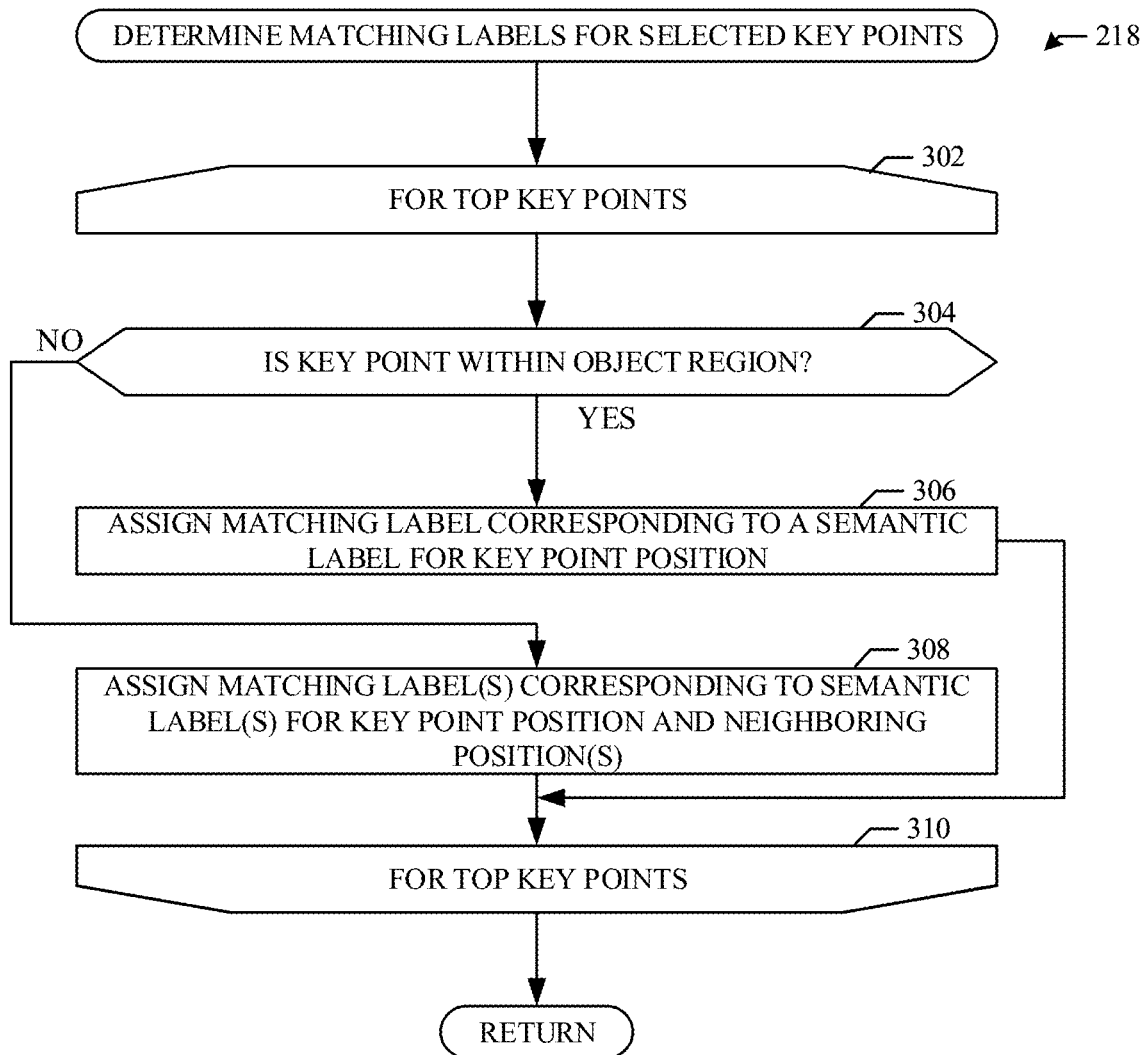 DETERMINE MATCHING LABELS FOR SELECTED KEY POINTS
218
302
FOR TOP KEY POINTS
304
NO
IS KEY POINT WITHIN OBJECT REGION?
YES
306
ASSIGN MATCHING LABEL CORRESPONDING TO A SEMANTIC
LABEL FOR KEY POINT POSITION
308
ASSIGN MATCHING LABEL(S) CORRESPONDING TO SEMANTIC
LABEL(S) FOR KEY POINT POSITION AND NEIGHBORING
POSITION(S)
310
FOR TOP KEY POINTS
RETURN